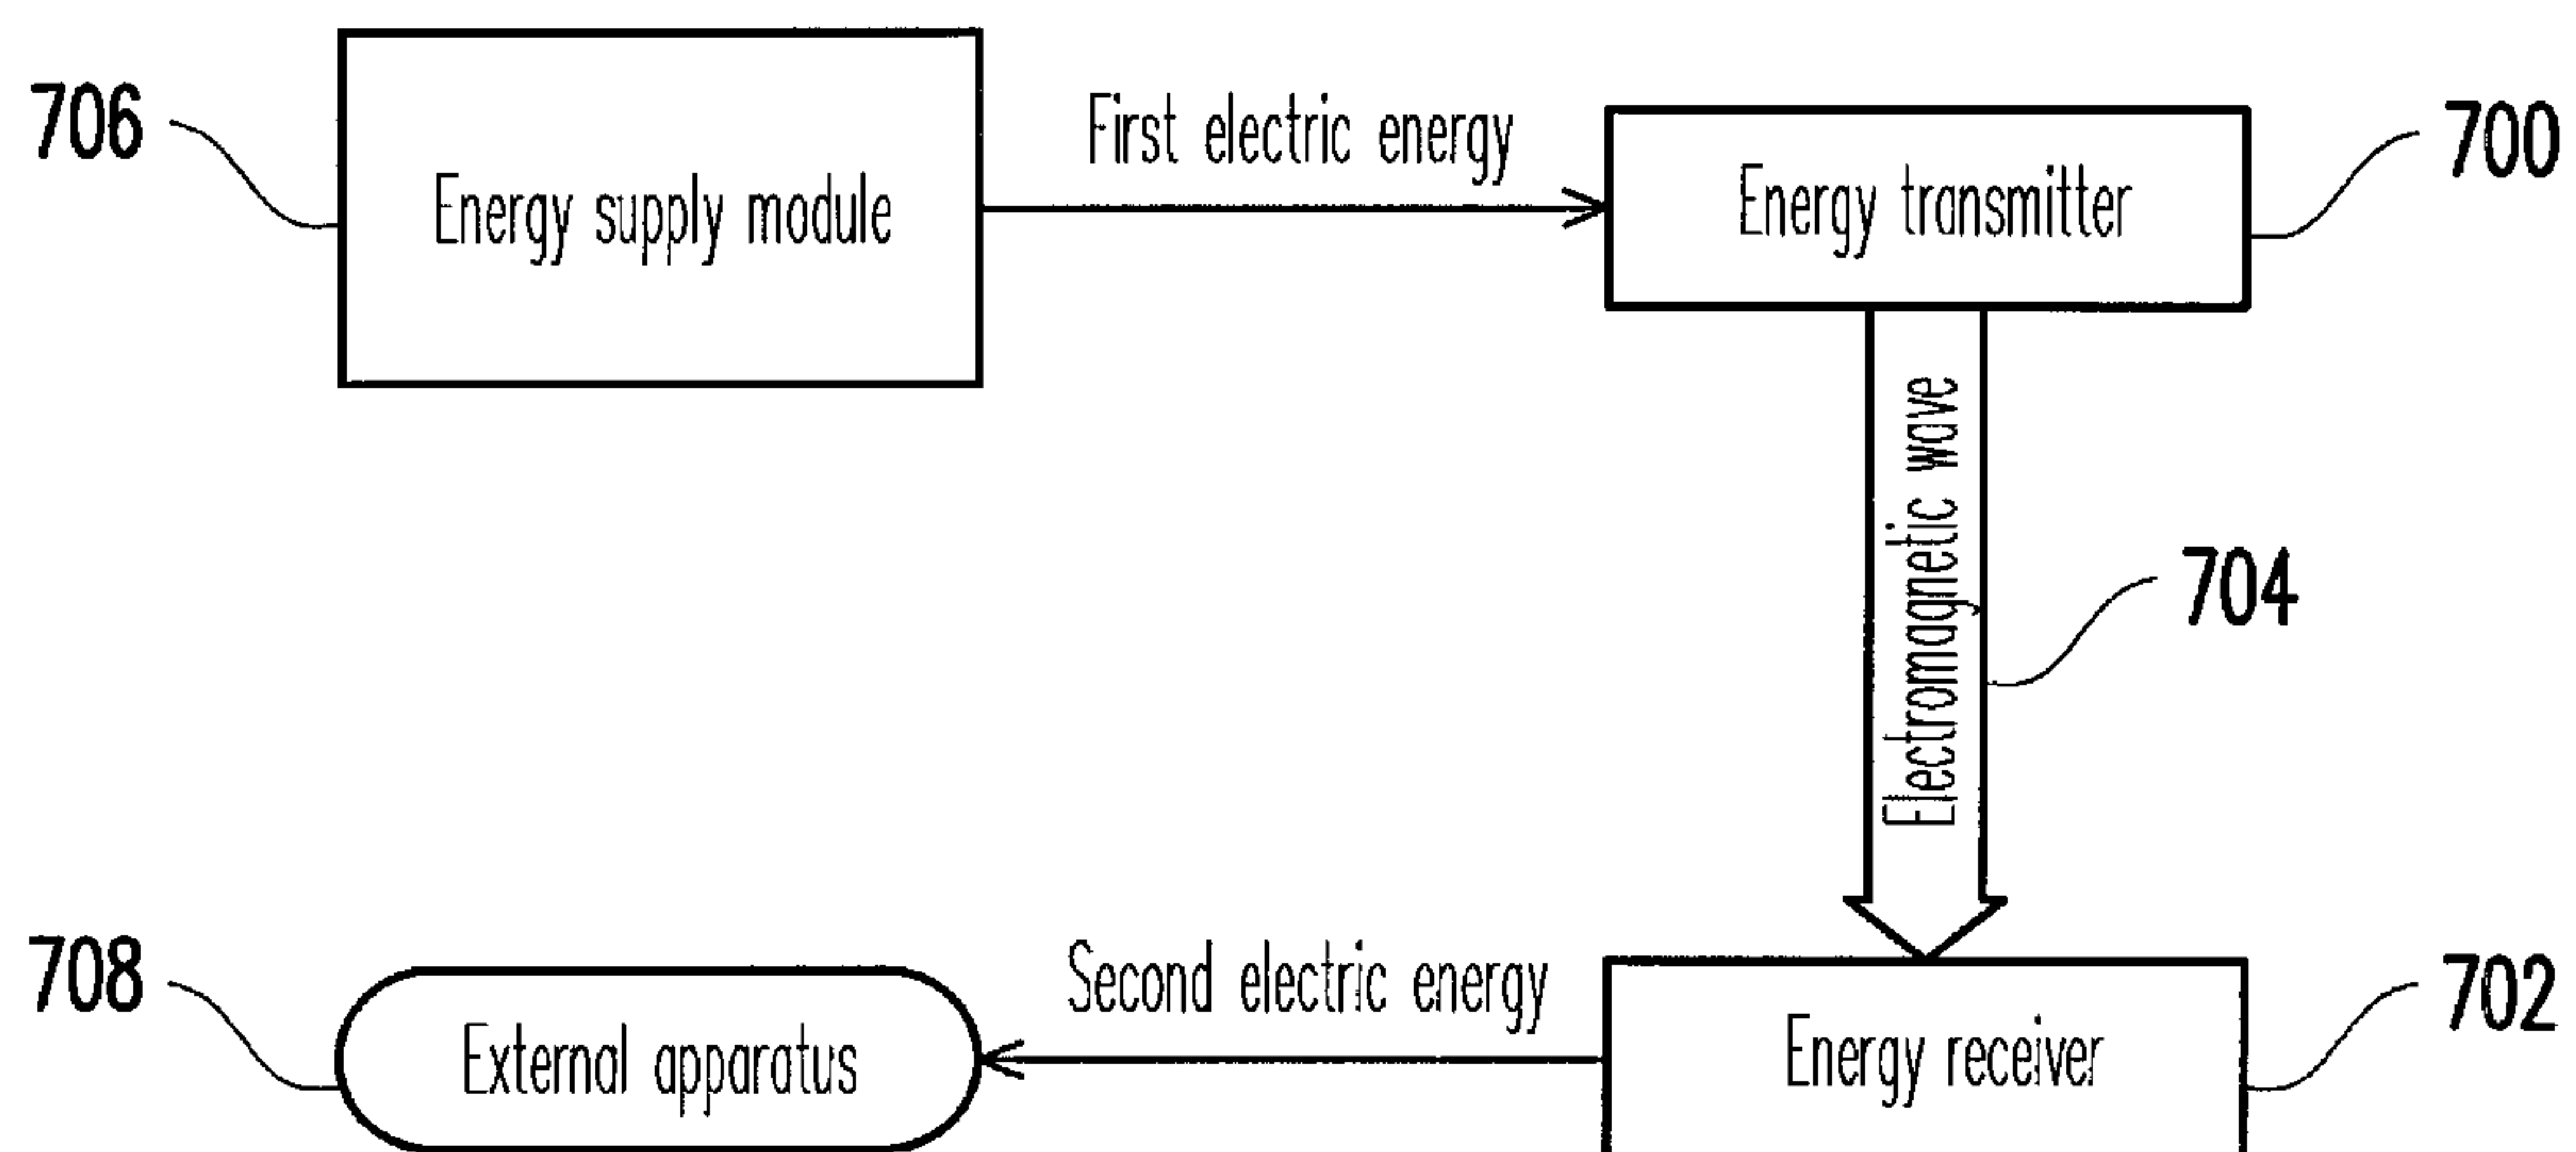 706
Energy supply module
First electric energy
Energy transmitter
700
Electromagnetic wave
704
708
External apparatus
Second electric energy
Energy receiver
702